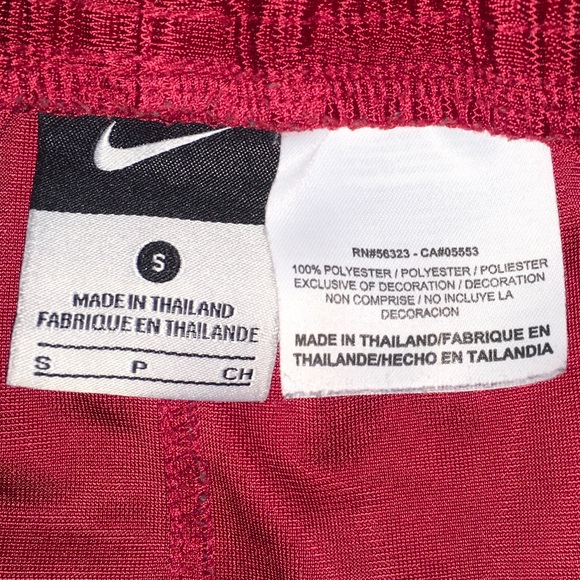 S
MADE IN THAILAND
FABRIQUE EN THAILANDE
S P CH
RN#56323 - CA#05553
100% POLYESTER / POLYESTER / POLIESTER
EXCLUSIVE OF DECORATION / DECORATION
NON COMPRISE / NO INCLUYE LA
DECORACION
MADE IN THAILAND/FABRIQUE EN
THAILANDE/HECHO EN TAILANDIA